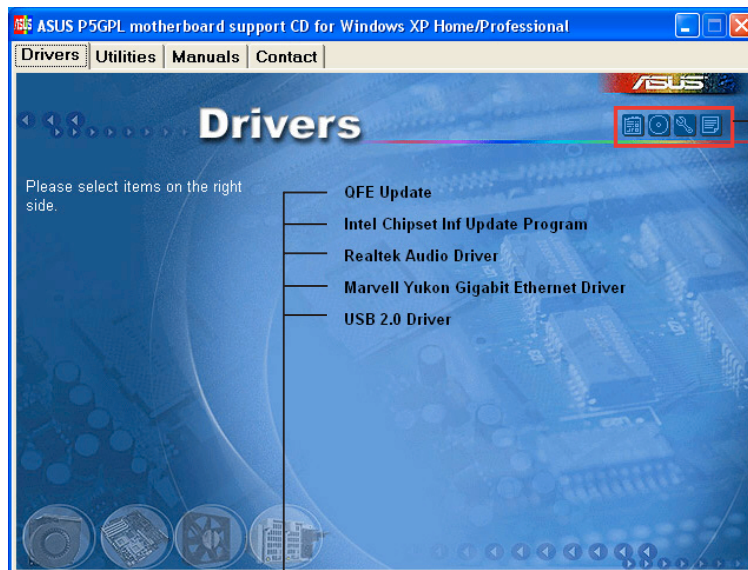 ASUS P5GPL motherboard support CD for Windows XP Home/Professional
Drivers Utilities Manuals Contact
ASUS
Drivers
Please select items on the right
side.
QFE Update
Intel Chipset Inf Update Program
Realtek Audio Driver
Marvell Yukon Gigabit Ethernet Driver
USB 2.0 Driver